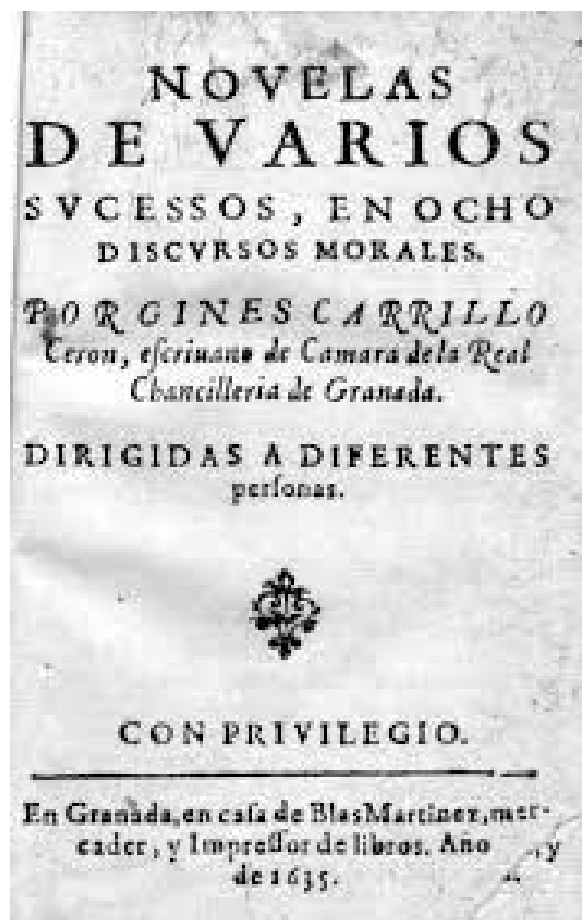 NOVELAS
DE VARIOS
SVCESSOS, EN OCHO
DISCVRSOS MORALES.
POR GINES CARRILLO
Ceron, eſcriuano de Camara dela Real
Chancilleria de Granada.
DIRIGIDAS A DIFERENTES
perſonas.
CON PRIVILEGIO.
En Granada, en caſa de Blas Martinez, mer-
cader, y Impreſſor de libros. Año
de 1635.